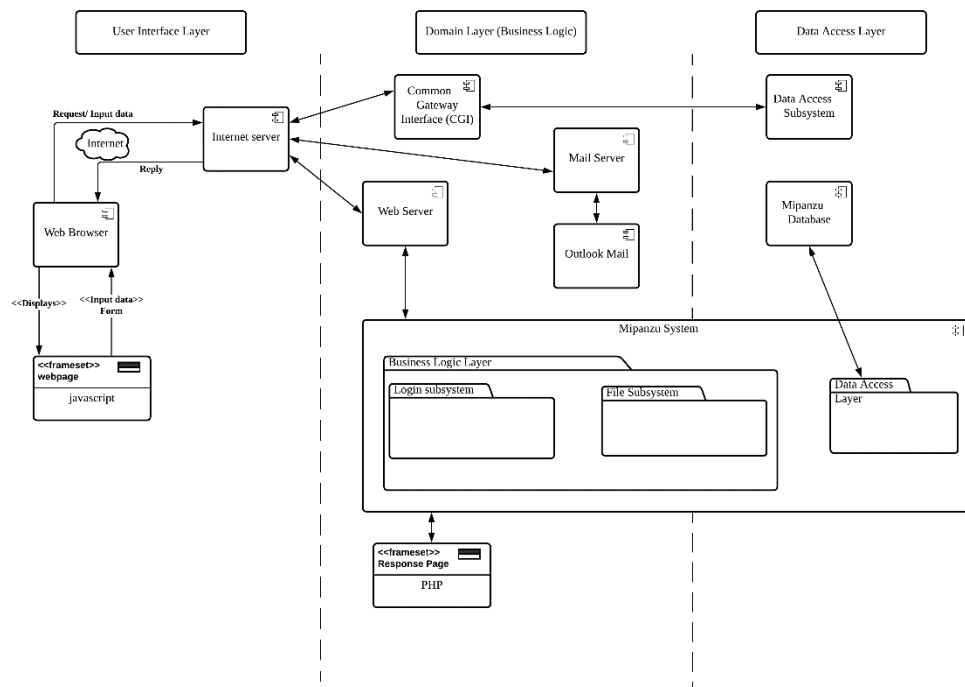 User Interface Layer
Domain Layer (Business Logic)
Data Access Layer
Request/ Input data
Internet
Reply
Internet server
Common
Gateway
Interface (CGI)
Data Access
Subsystem
Mail Server
Web Browser
Web Server
Outlook Mail
Mipanzu
Database
<<Displays>>
<<Input data>>
Form
<<frameset>>
webpage
javascript
Mipanzu System
Business Logic Layer
Login subsystem
File Subsystem
Data Access
Layer
<<frameset>>
Response Page
PHP